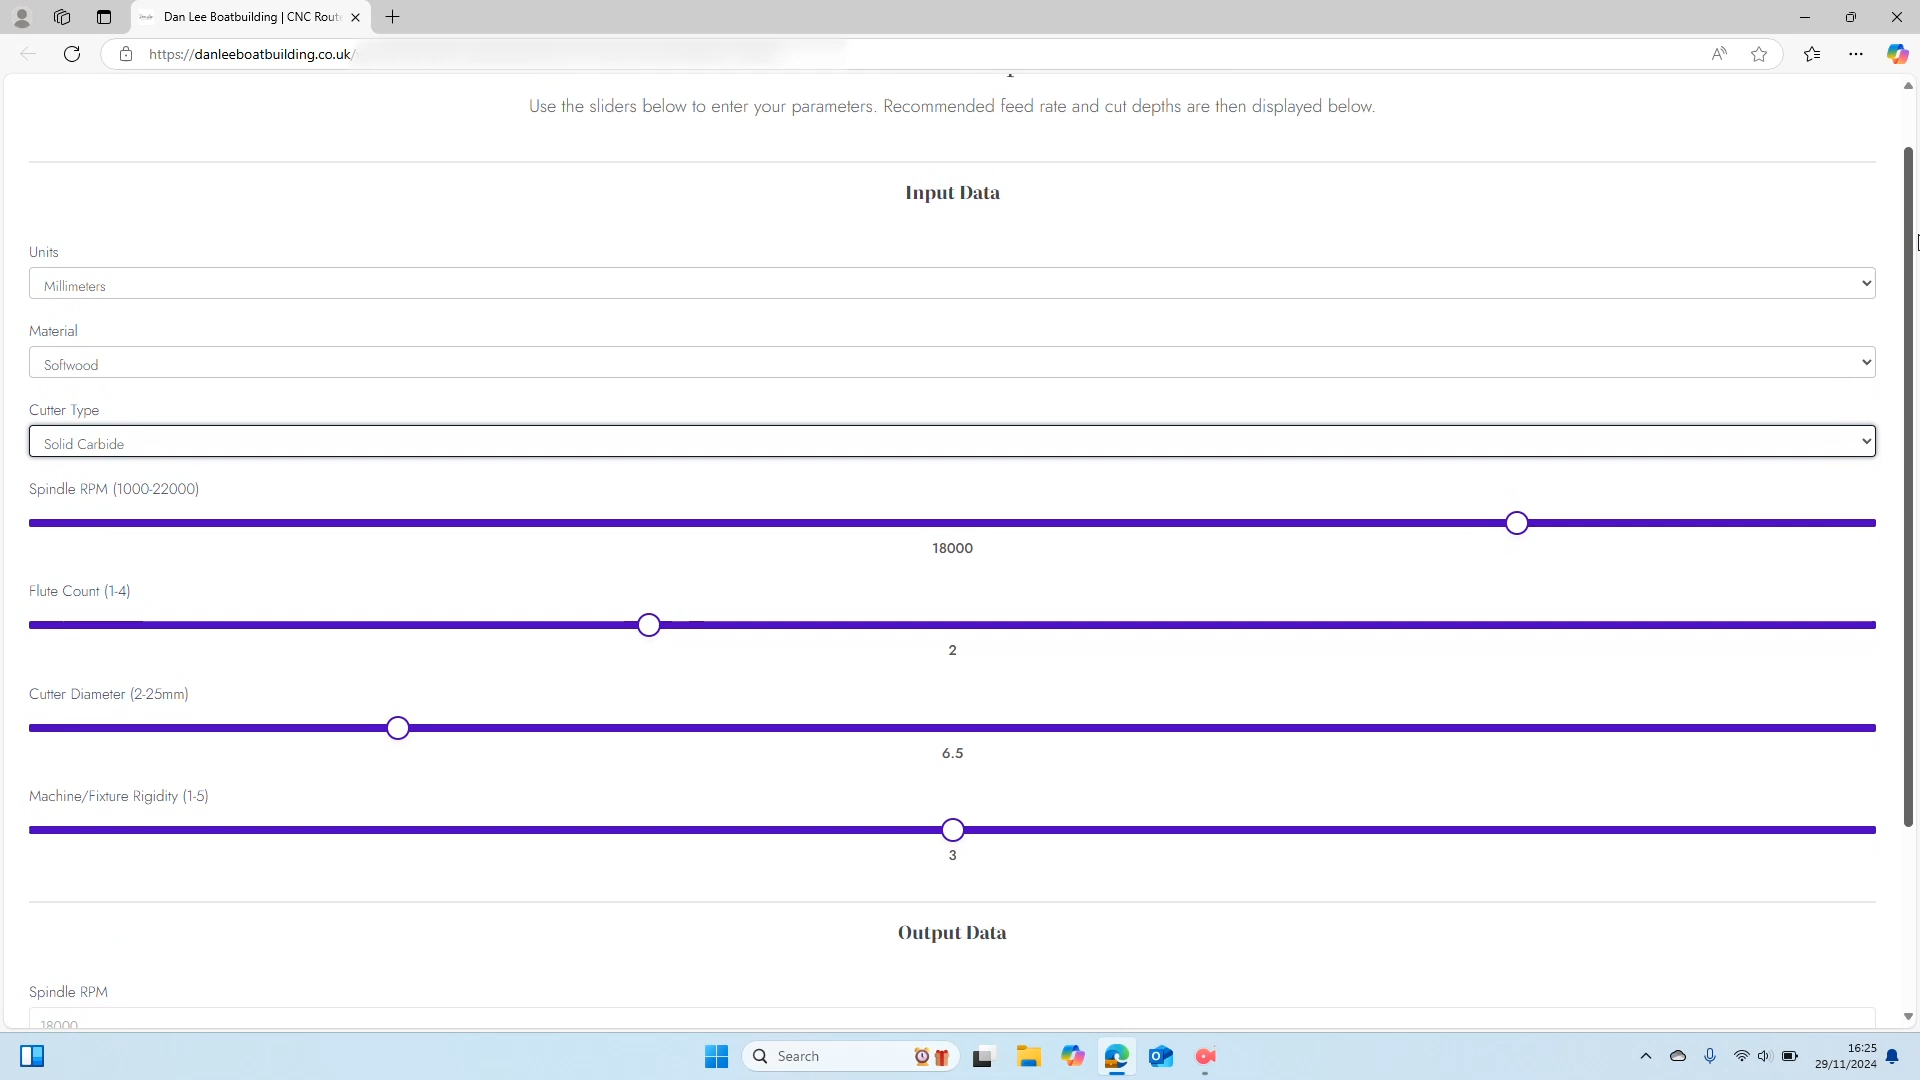 Dan Lee Boatbuilding | CNC Route
https://danleeboatbuilding.co.uk/
Use the sliders below to enter your parameters. Recommended feed rate and cut depths are then displayed below.
Input Data
Units
Millimeters
Material
Softwood
Cutter Type
Solid Carbide
Spindle RPM (1000-22000)
18000
Flute Count (1-4)
2
Cutter Diameter (2-25mm)
6.5
Machine/Fixture Rigidity (1-5)
3
Output Data
Spindle RPM
18000
Search
16:25
29/11/2024